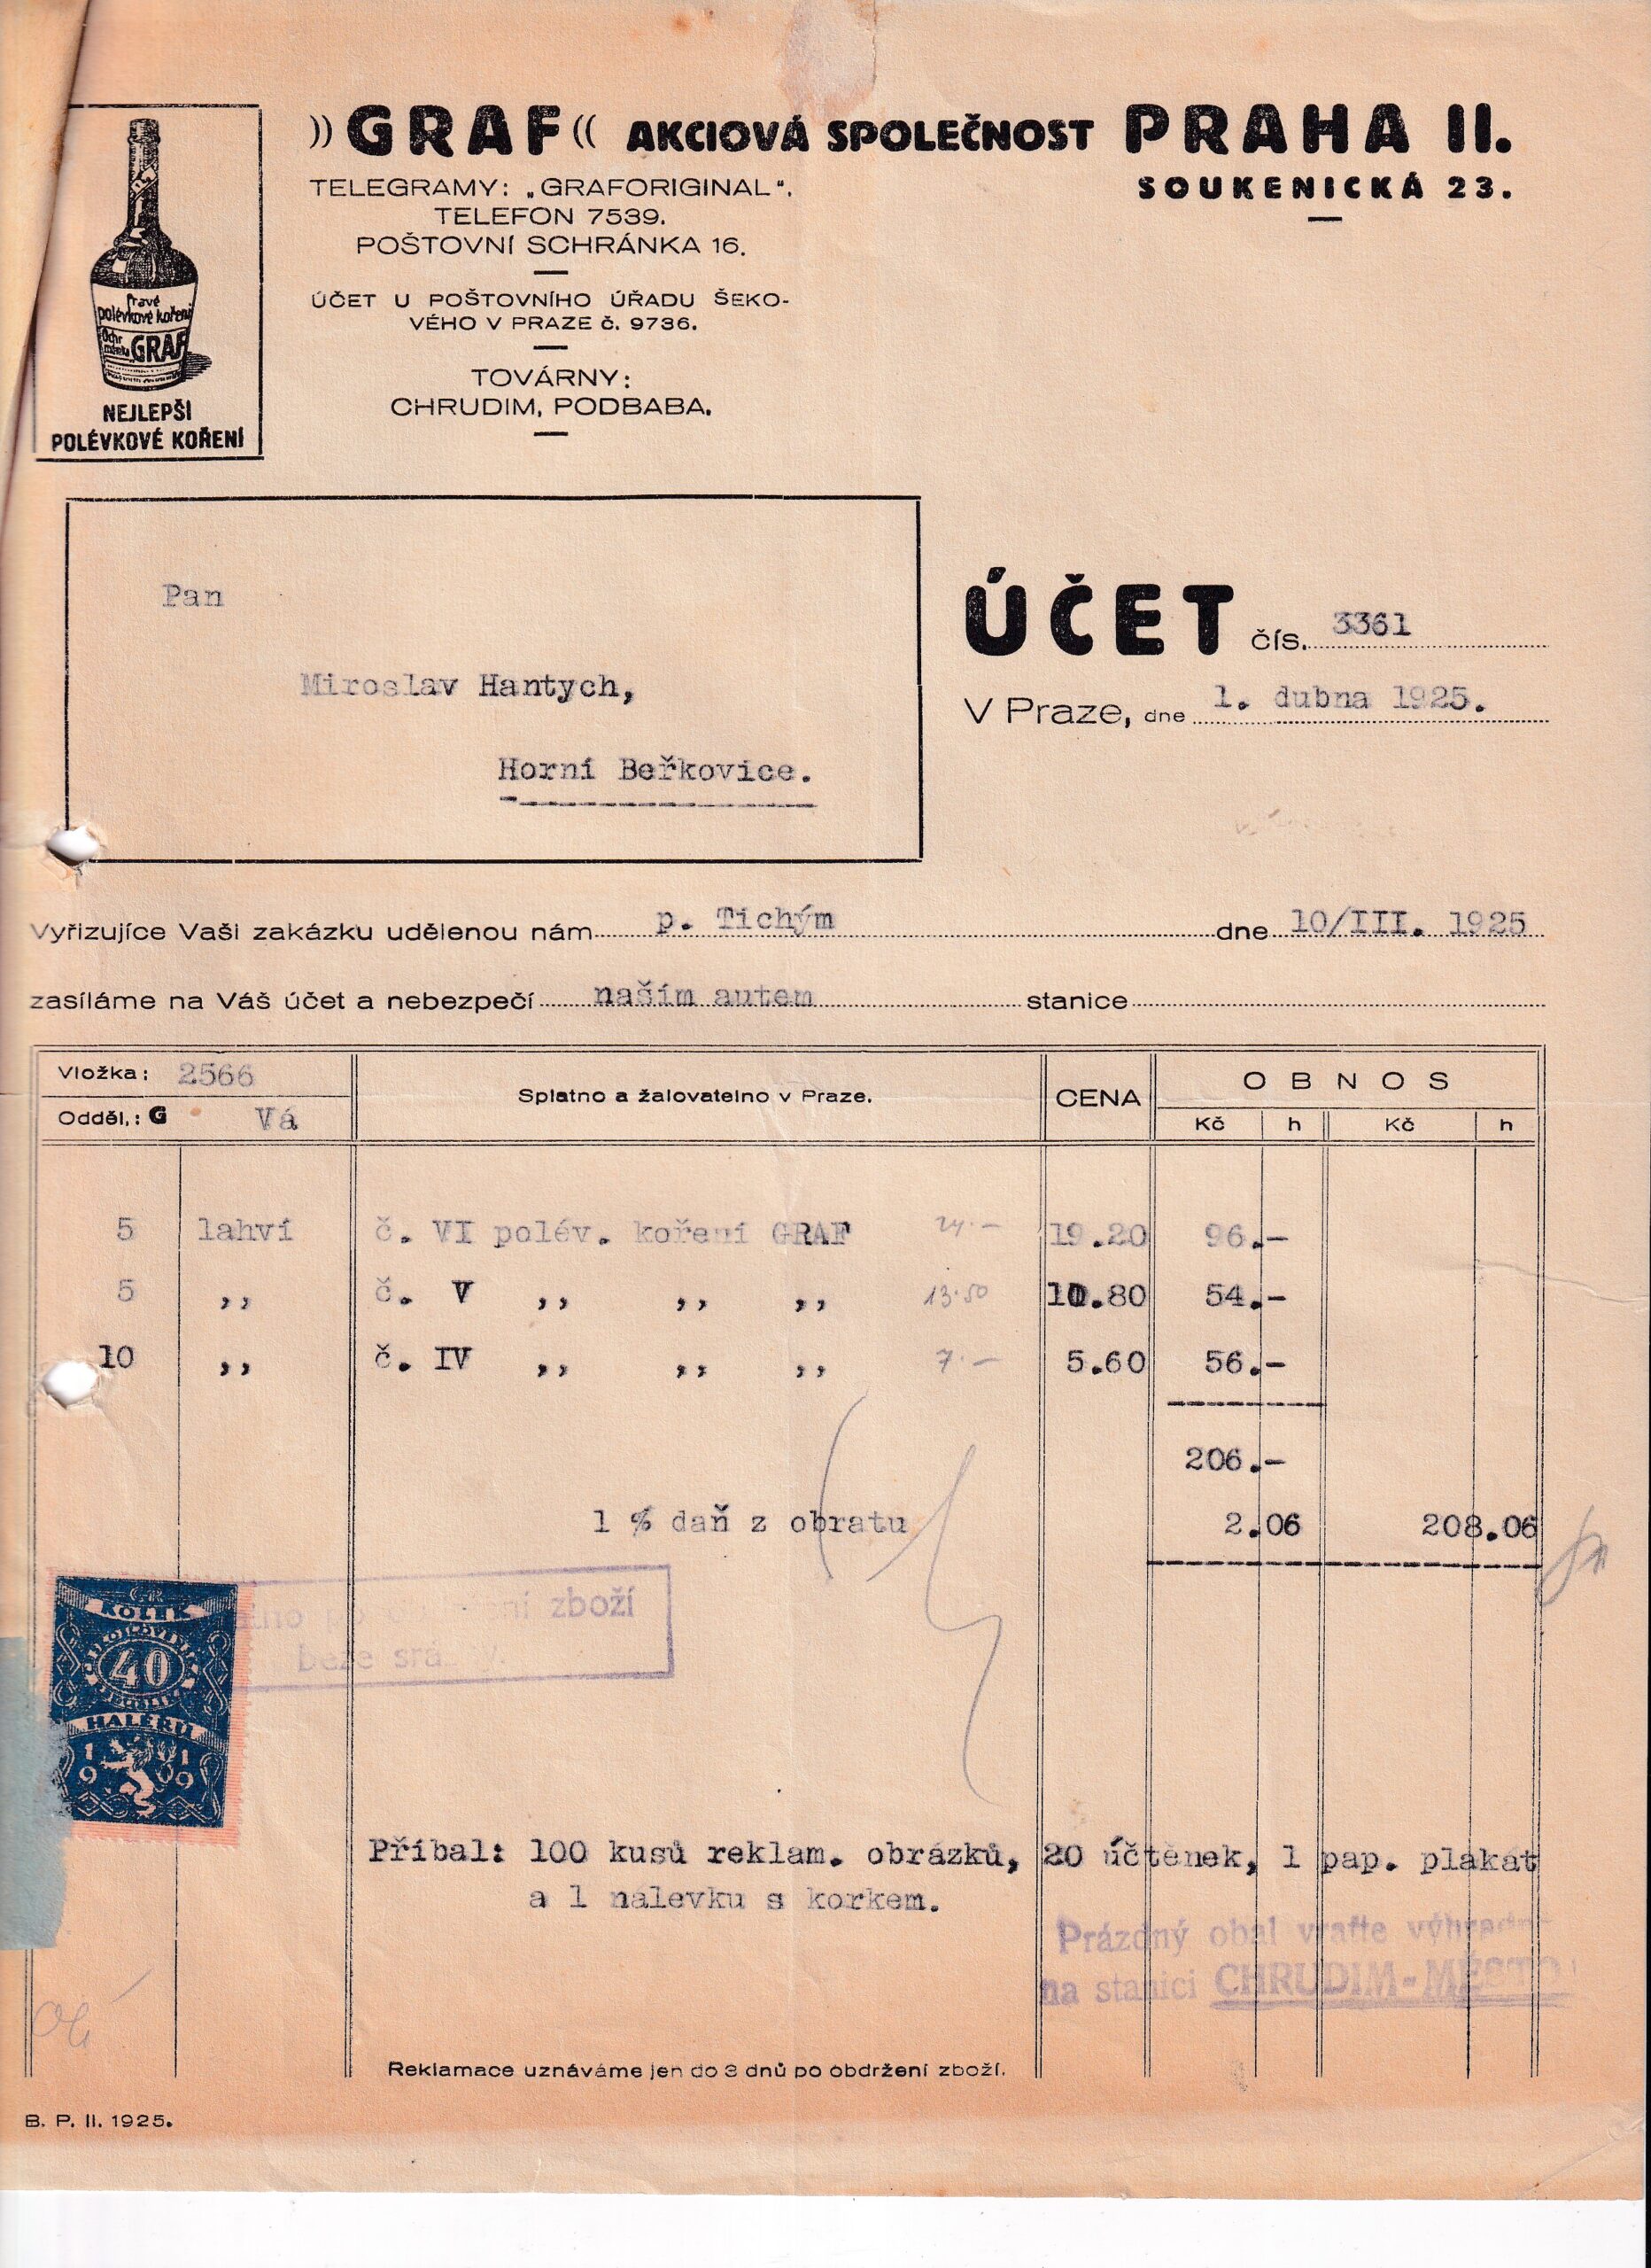 ))GRAF(( AKCIOVÁ SPOLEČNOST PRAHA II.
SOUKENICKÁ 23.
TELEGRAMY: „GRAFORIGINAL“.
TELEFON 7539.
POŠTOVNÍ SCHRÁNKA 16.
ÚČET U POŠTOVNÍHO ÚŘADU ŠEKO-
VÉHO V PRAZE č. 9736.
TOVÁRNY:
CHRUDIM, PODBABA.
Pravé
polévkové koření
Ochr.
známka GRAF
NEJLEPŠÍ
POLÉVKOVÉ KOŘENÍ
Pan
Miroslav Hantych,
Horní Beřkovice.
ÚČET čís. 3361
V Praze, dne 1. dubna 1925.
Vyřizujíce Vaši zakázku udělenou nám p. Tichým dne 10/III. 1925
zasíláme na Váš účet a nebezpečí naším autem stanice
Vložka: 2566
Odděl.: G Vá
Splatno a žalovatelno v Praze.
CENA
OBNOS
Kč h Kč h
5 lahví č. VI polév. koření GRAF 24.— 19.20 96.-
5 ,, č. V ,, ,, ,, 13.50 10.80 54.-
10 ,, č. IV ,, ,, ,, 7.— 5.60 56.-
206.-
1 % daň z obratu 2.06 208.06
zboží
beze
KOLEK
40
HALÉŘŮ
1919
Příbal: 100 kusů reklam. obrázků, 20 účtenek, 1 pap. plakát
a 1 nálevku s korkem.
Prázdný obal vraťte výhradně
na stanici CHRUDIM-MĚSTO!
Reklamace uznáváme jen do 3 dnů po obdržení zboží.
B. P. II. 1925.